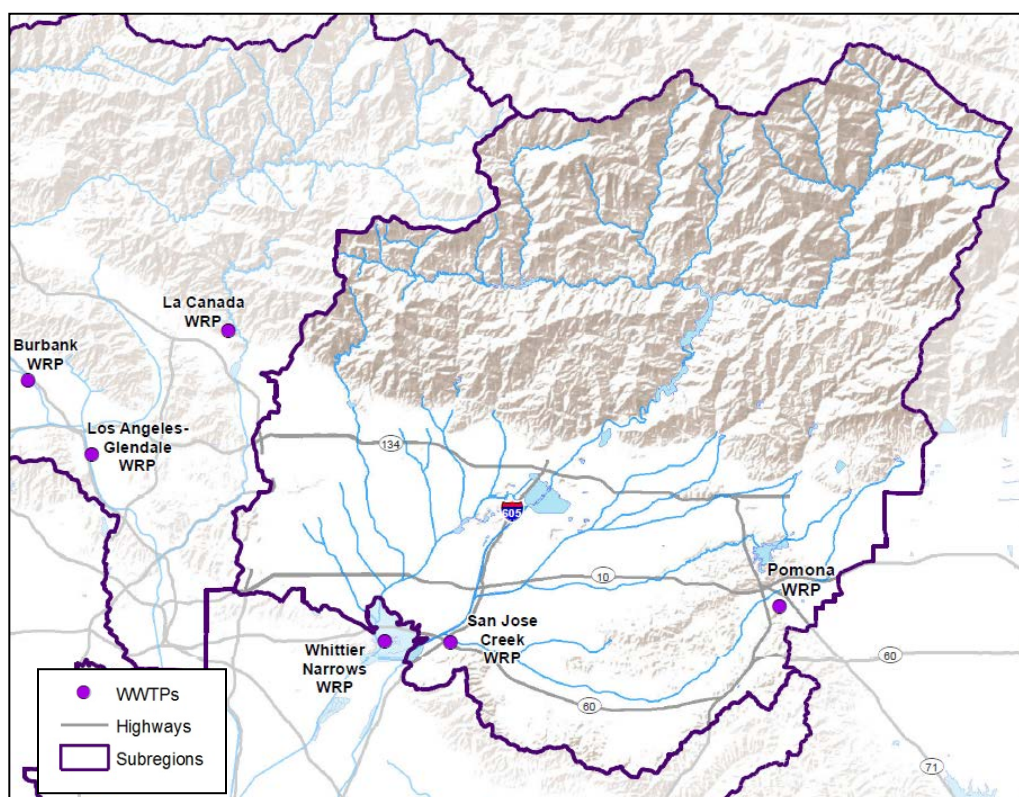 La Canada
WRP
Burbank
WRP
Los Angeles-
Glendale
WRP
134
605
10
Pomona
WRP
San Jose
Creek
WRP
Whittier
Narrows
WRP
60
60
71
WWTPs
Highways
Subregions